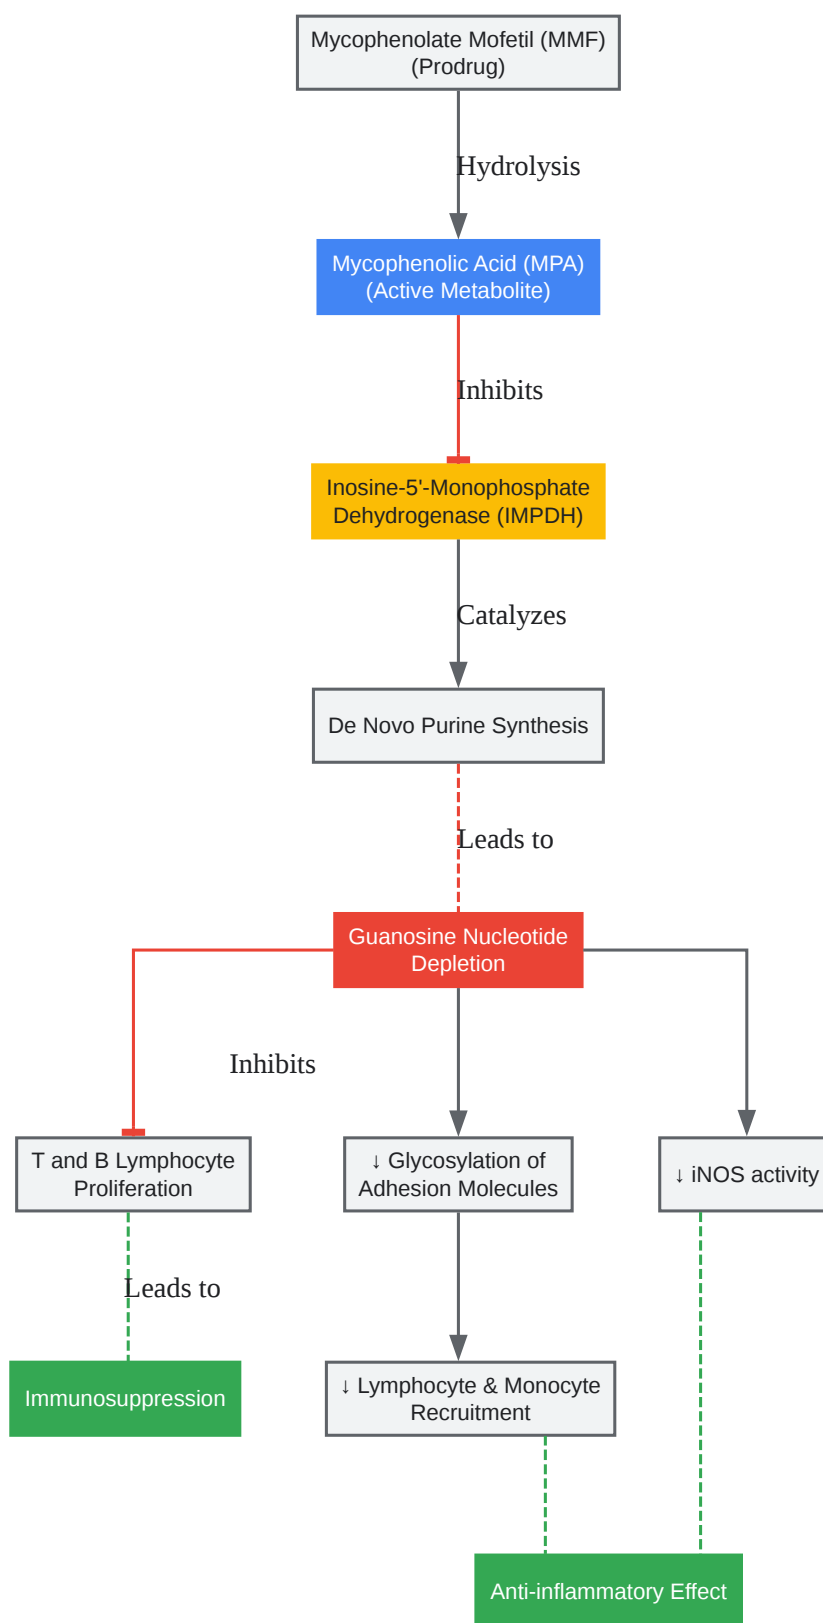 Mycophenolate Mofetil (MMF)
(Prodrug)
Hydrolysis
Mycophenolic Acid (MPA)
(Active Metabolite)
Inhibits
Inosine-5'-Monophosphate
Dehydrogenase (IMPDH)
Catalyzes
De Novo Purine Synthesis
Leads to
Guanosine Nucleotide
Depletion
Inhibits
T and B Lymphocyte
Proliferation
↓ Glycosylation of
Adhesion Molecules
↓ iNOS activity
Leads to
Immunosuppression
↓ Lymphocyte & Monocyte
Recruitment
Anti-inflammatory Effect